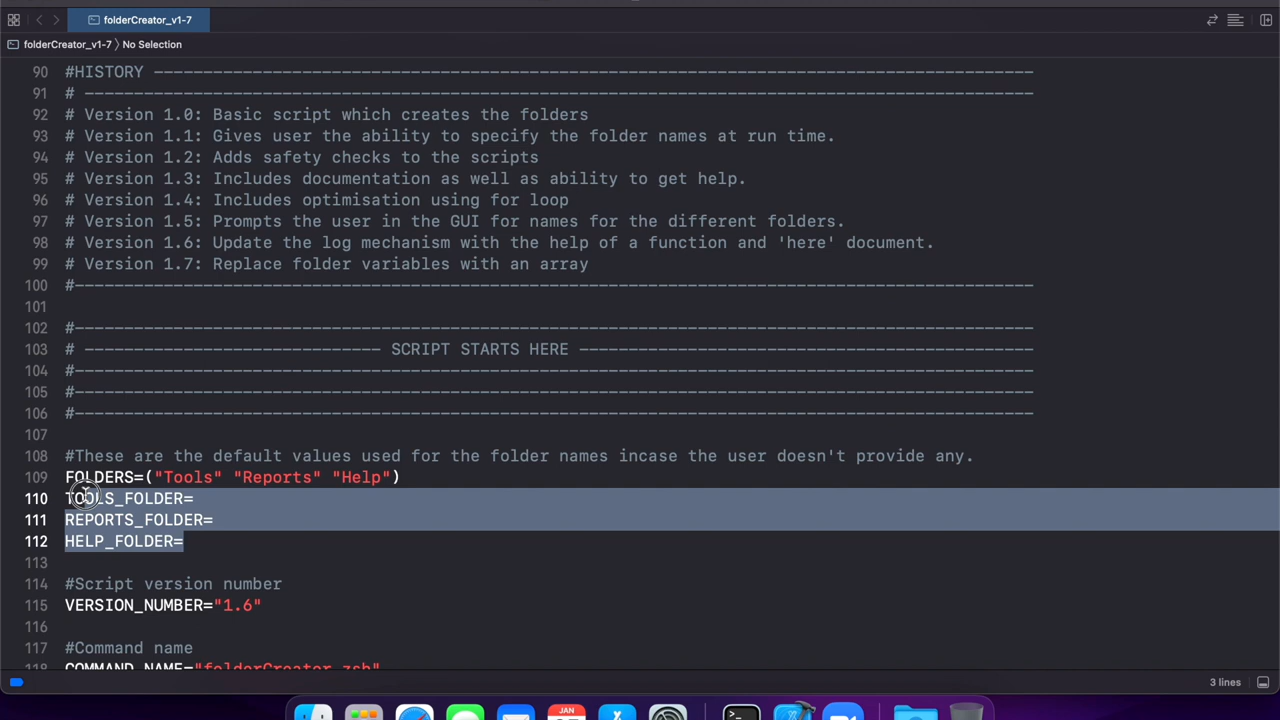 folderCreator_v1-7
folderCreator_v1-7 〉 No Selection
90 #HISTORY ----------------------------------------------------------------------------------------
91 # ------------------------------------------------------------------------------------------------
92 # Version 1.0: Basic script which creates the folders
93 # Version 1.1: Gives user the ability to specify the folder names at run time.
94 # Version 1.2: Adds safety checks to the scripts
95 # Version 1.3: Includes documentation as well as ability to get help.
96 # Version 1.4: Includes optimisation using for loop
97 # Version 1.5: Prompts the user in the GUI for names for the different folders.
98 # Version 1.6: Update the log mechanism with the help of a function and 'here' document.
99 # Version 1.7: Replace folder variables with an array
100 #-------------------------------------------------------------------------------------------------
101
102 #-------------------------------------------------------------------------------------------------
103 # ------------------------------ SCRIPT STARTS HERE ----------------------------------------------
104 #-------------------------------------------------------------------------------------------------
105 #-------------------------------------------------------------------------------------------------
106 #-------------------------------------------------------------------------------------------------
107
108 #These are the default values used for the folder names incase the user doesn't provide any.
109 FOLDERS=("Tools" "Reports" "Help")
110 TOOLS_FOLDER=
111 REPORTS_FOLDER=
112 HELP_FOLDER=
113
114 #Script version number
115 VERSION_NUMBER="1.6"
116
117 #Command name
118 COMMAND_NAME="folderCreator.zsh"
3 lines
JAN